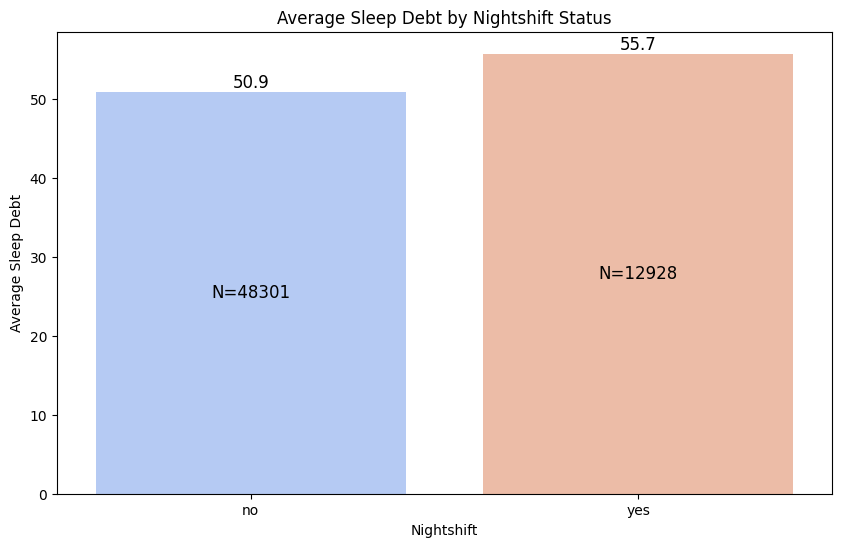 Average Sleep Debt by Nightshift Status
55.7
50.9
50
40
30
20
10
0
Average Sleep Debt
N=12928
N=48301
no
yes
Nightshift